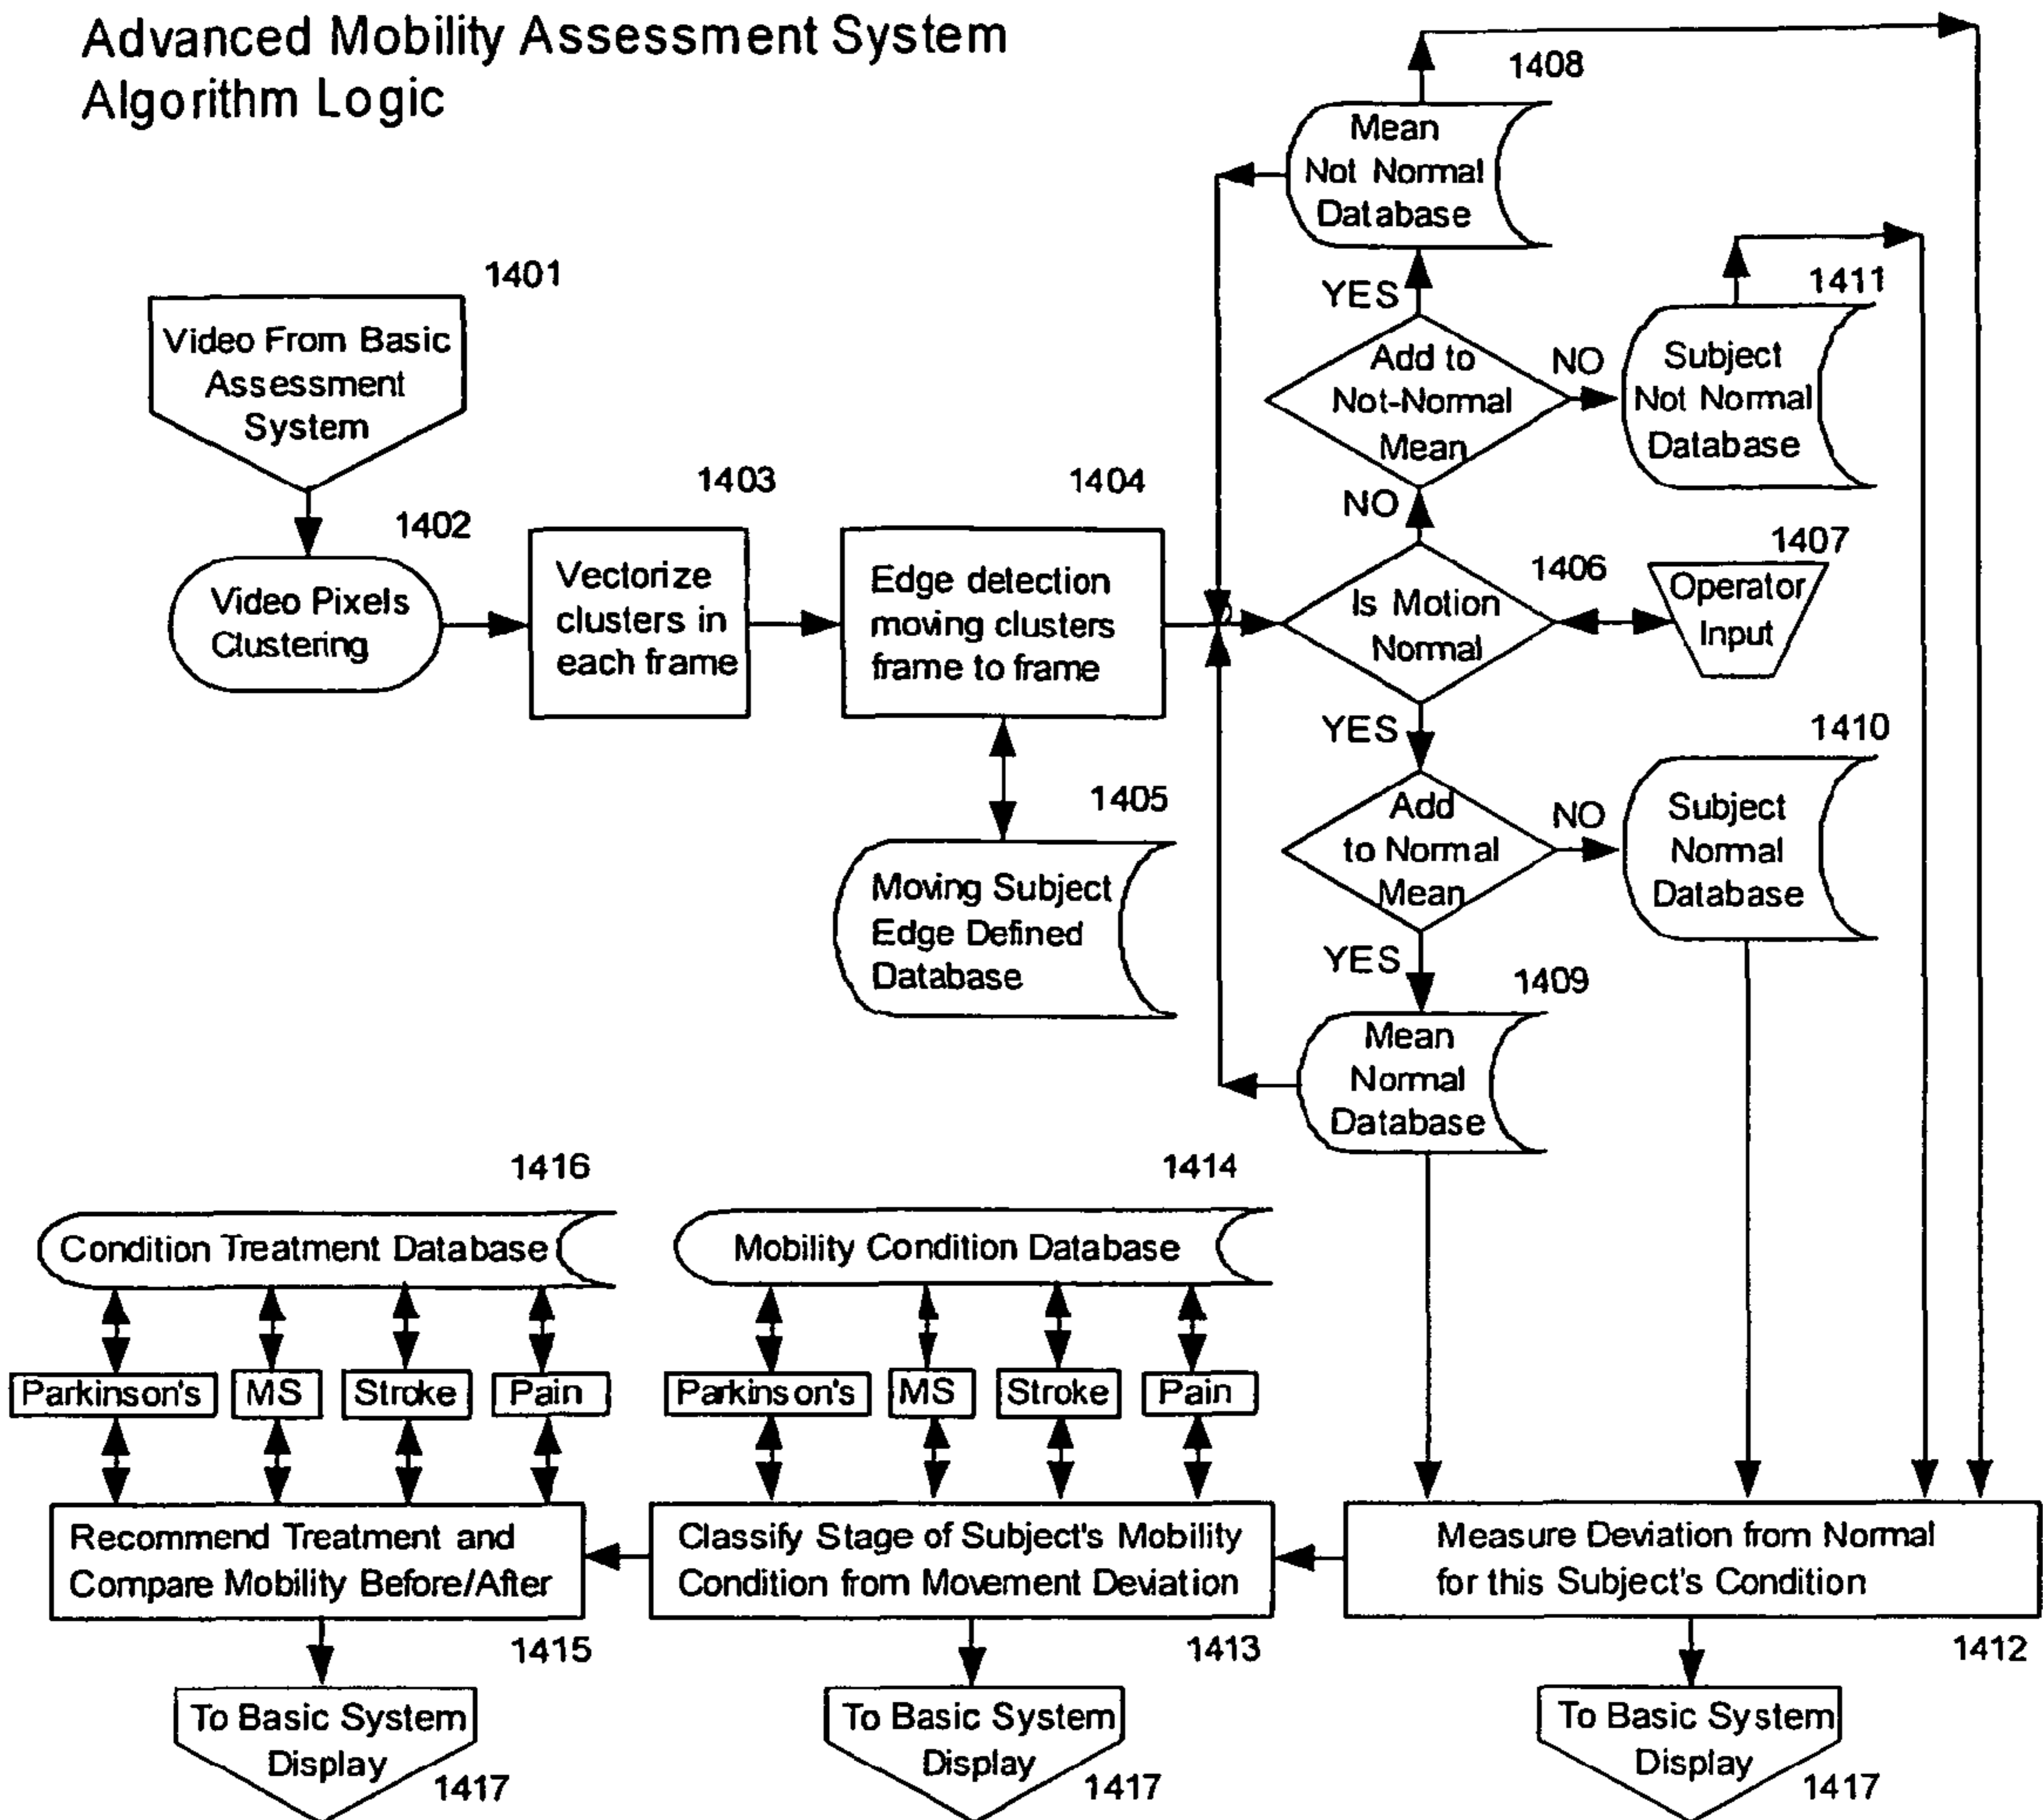 Advanced Mobility Assessment System
Algorithm Logic
1401
Video From Basic
Assessment
System
1402
Video Pixels
Clustering
1403
Vectorize
clusters in
each frame
1404
Edge detection
moving clusters
frame to frame
1405
Moving Subject
Edge Defined
Database
1408
Mean
Not Normal
Database
YES
Add to
Not-Normal
Mean
NO
1411
Subject
Not Normal
Database
NO
1406
Is Motion
Normal
1407
Operator
Input
YES
Add
to Normal
Mean
NO
1410
Subject
Normal
Database
YES
1409
Mean
Normal
Database
1416
Condition Treatment Database
Parkinson's
MS
Stroke
Pain
Recommend Treatment and
Compare Mobility Before/After
1415
To Basic System
Display
1417
1414
Mobility Condition Database
Parkinson's
MS
Stroke
Pain
Classify Stage of Subject's Mobility
Condition from Movement Deviation
1413
To Basic System
Display
1417
Measure Deviation from Normal
for this Subject's Condition
1412
To Basic System
Display
1417